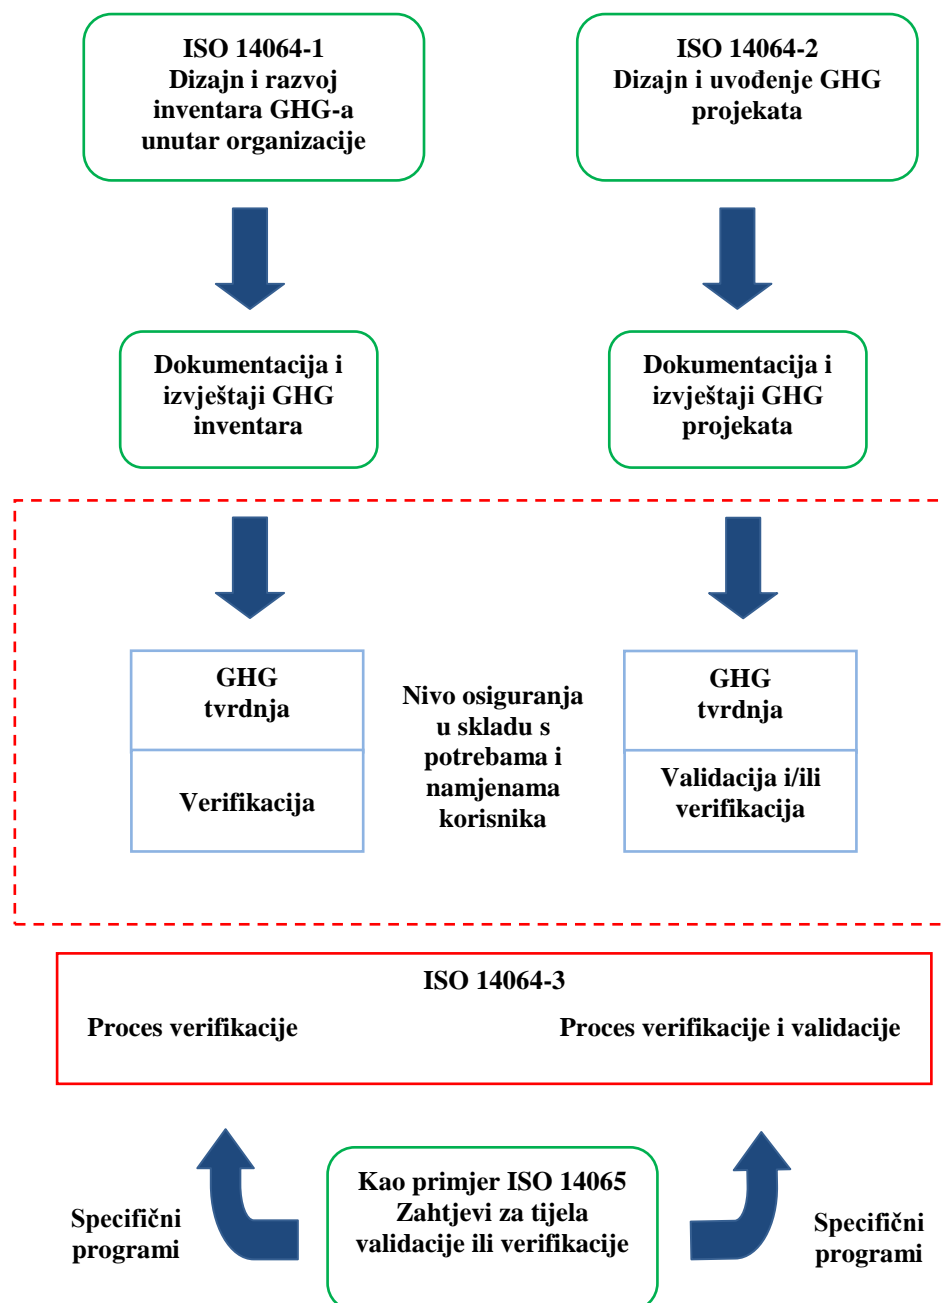 ISO 14064-1
Dizajn i razvoj
inventara GHG-a
unutar organizacije
ISO 14064-2
Dizajn i uvođenje GHG
projekata
Dokumentacija i
izvještaji GHG
inventara
Dokumentacija i
izvještaji GHG
projekata
GHG
tvrdnja
Verifikacija
Nivo osiguranja
u skladu s
potrebama i
namjenama
korisnika
GHG
tvrdnja
Validacija i/ili
verifikacija
ISO 14064-3
Proces verifikacije
Proces verifikacije i validacije
Specifični
programi
Kao primjer ISO 14065
Zahtjevi za tijela
validacije ili verifikacije
Specifični
programi